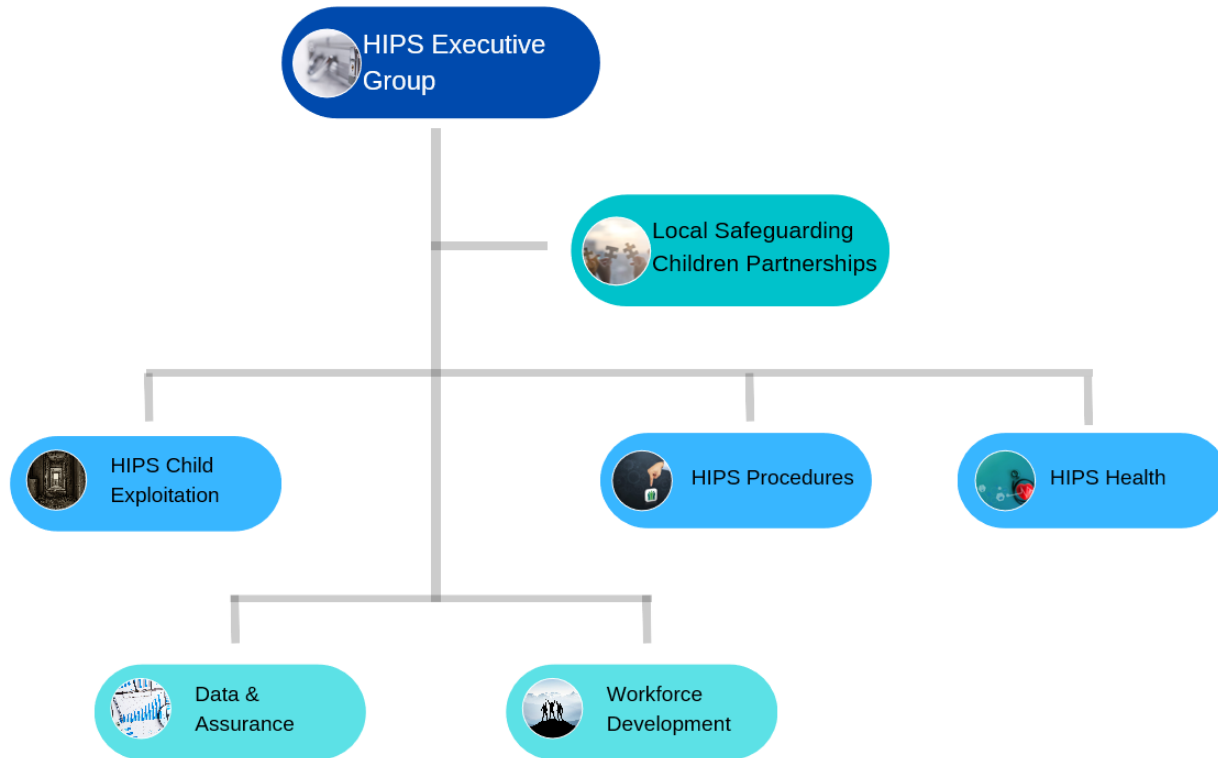 HIPS Executive
Group
Local Safeguarding
Children Partnerships
HIPS Child
Exploitation
HIPS Procedures
HIPS Health
Data &
Assurance
Workforce
Development